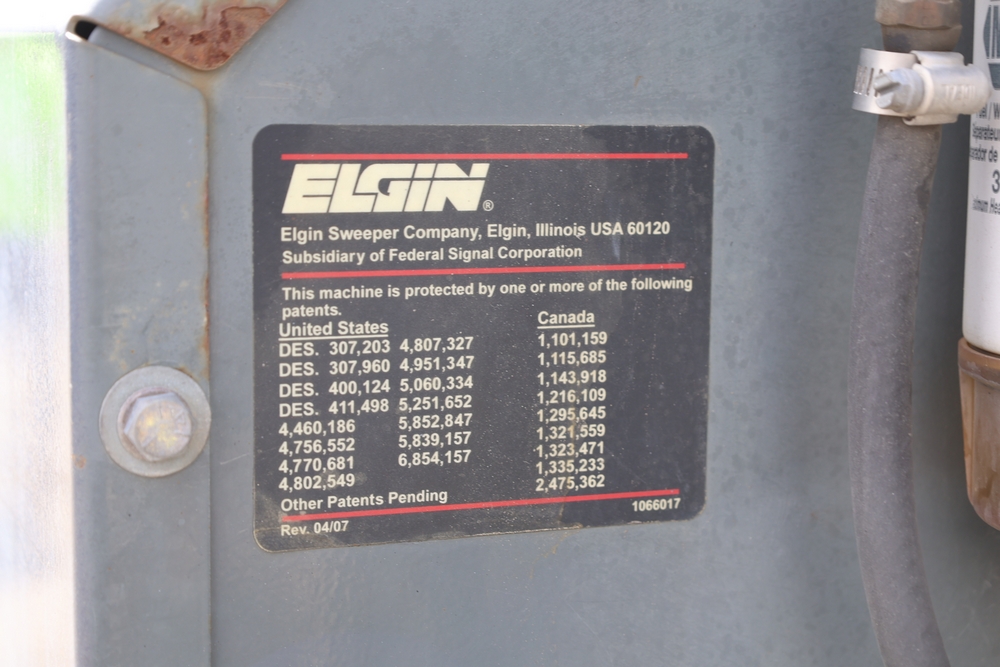 ELGIN®
Elgin Sweeper Company, Elgin, Illinois USA 60120
Subsidiary of Federal Signal Corporation
This machine is protected by one or more of the following
patents.
United States
DES. 307,203 4,807,327
DES. 307,960 4,951,347
DES. 400,124 5,060,334
DES. 411,498 5,251,652
4,460,186 5,852,847
4,756,552 5,839,157
4,770,681 6,854,157
4,802,549
Canada
1,101,159
1,115,685
1,143,918
1,216,109
1,295,645
1,321,559
1,323,471
1,335,233
2,475,362
Other Patents Pending
Rev. 04/07
1066017